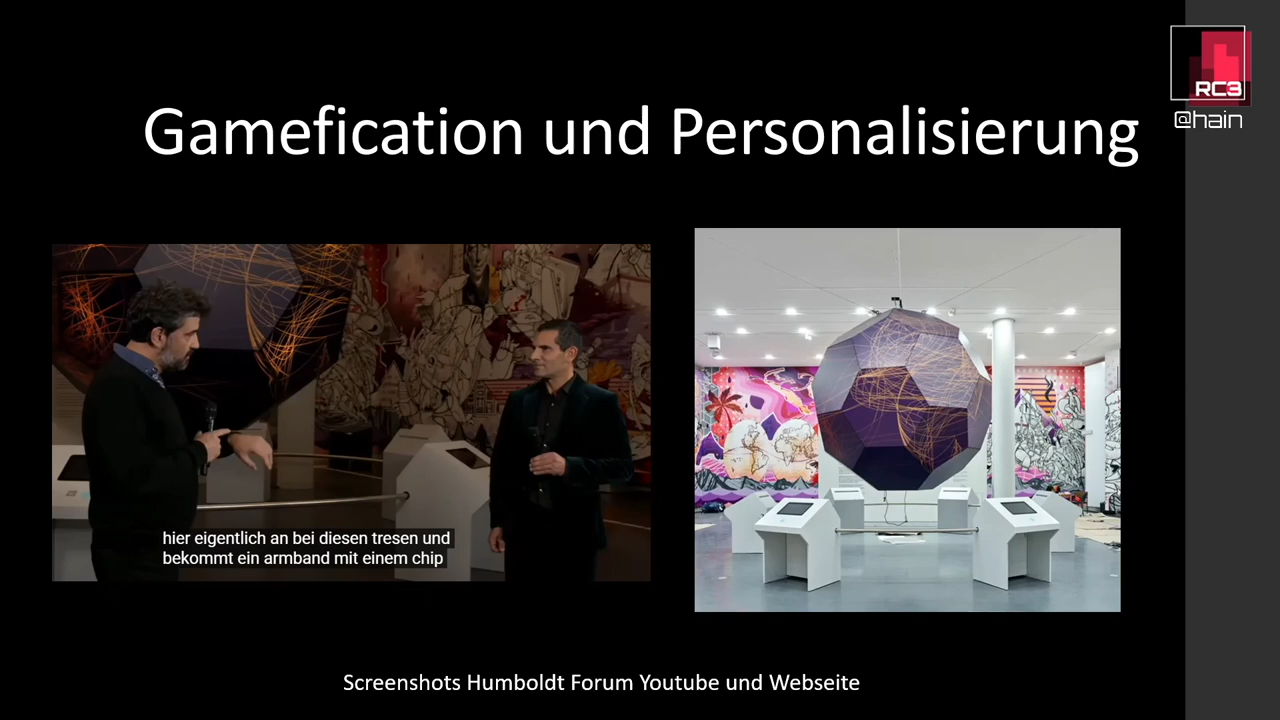 RC3
@hain
Gamefication und Personalisierung
hier eigentlich an bei diesen tresen und
bekommt ein armband mit einem chip
Screenshots Humboldt Forum Youtube und Webseite